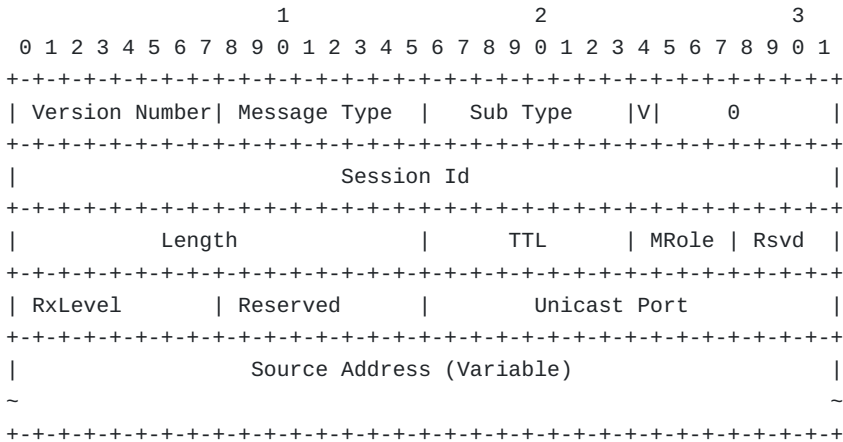 1                   2                   3
 0 1 2 3 4 5 6 7 8 9 0 1 2 3 4 5 6 7 8 9 0 1 2 3 4 5 6 7 8 9 0 1
+-+-+-+-+-+-+-+-+-+-+-+-+-+-+-+-+-+-+-+-+-+-+-+-+-+-+-+-+-+-+-+-+
| Version Number| Message Type  |   Sub Type    |V|     0       |
+-+-+-+-+-+-+-+-+-+-+-+-+-+-+-+-+-+-+-+-+-+-+-+-+-+-+-+-+-+-+-+-+
|                         Session Id                            |
+-+-+-+-+-+-+-+-+-+-+-+-+-+-+-+-+-+-+-+-+-+-+-+-+-+-+-+-+-+-+-+-+
|           Length              |      TTL      | MRole | Rsvd  |
+-+-+-+-+-+-+-+-+-+-+-+-+-+-+-+-+-+-+-+-+-+-+-+-+-+-+-+-+-+-+-+-+
| RxLevel       | Reserved      |        Unicast Port           |
+-+-+-+-+-+-+-+-+-+-+-+-+-+-+-+-+-+-+-+-+-+-+-+-+-+-+-+-+-+-+-+-+
|                  Source Address (Variable)                    |
~                                                               ~
+-+-+-+-+-+-+-+-+-+-+-+-+-+-+-+-+-+-+-+-+-+-+-+-+-+-+-+-+-+-+-+-+